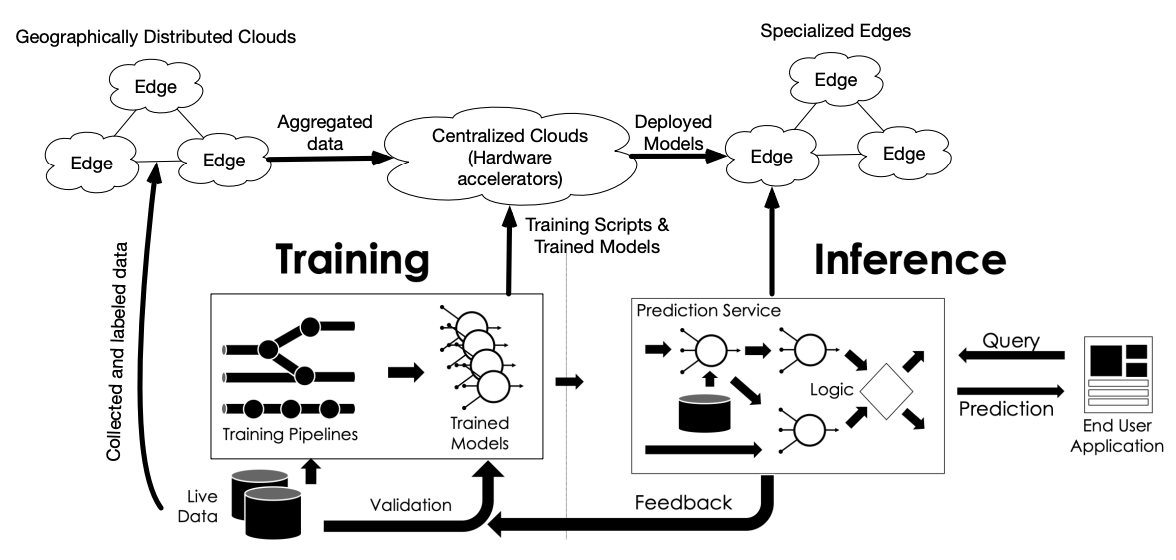 Geographically Distributed Clouds
Specialized Edges
Edge
Edge
Edge
Aggregated
data
Centralized Clouds
(Hardware
accelerators)
Deployed
Models
Edge
Edge
Edge
Collected and labeled data
Training Scripts &
Trained Models
Training
Inference
Training Pipelines
Trained
Models
Prediction Service
Logic
Query
Prediction
End User
Application
Live
Data
Validation
Feedback